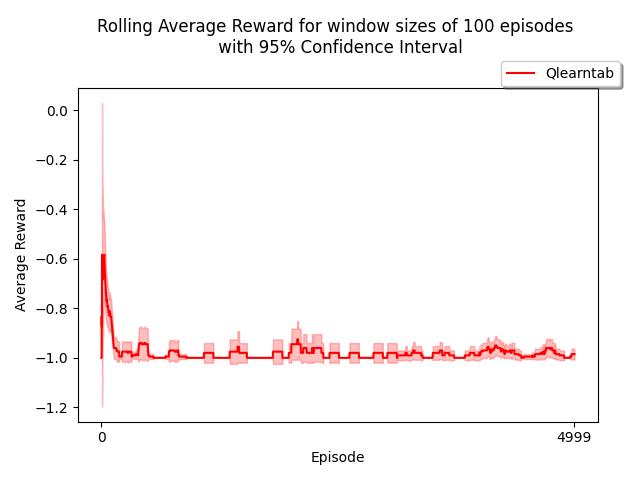 Rolling Average Reward for window sizes of 100 episodes
with 95% Confidence Interval
Qlearntab
0.0
−0.2
−0.4
−0.6
−0.8
−1.0
−1.2
Average Reward
0
4999
Episode